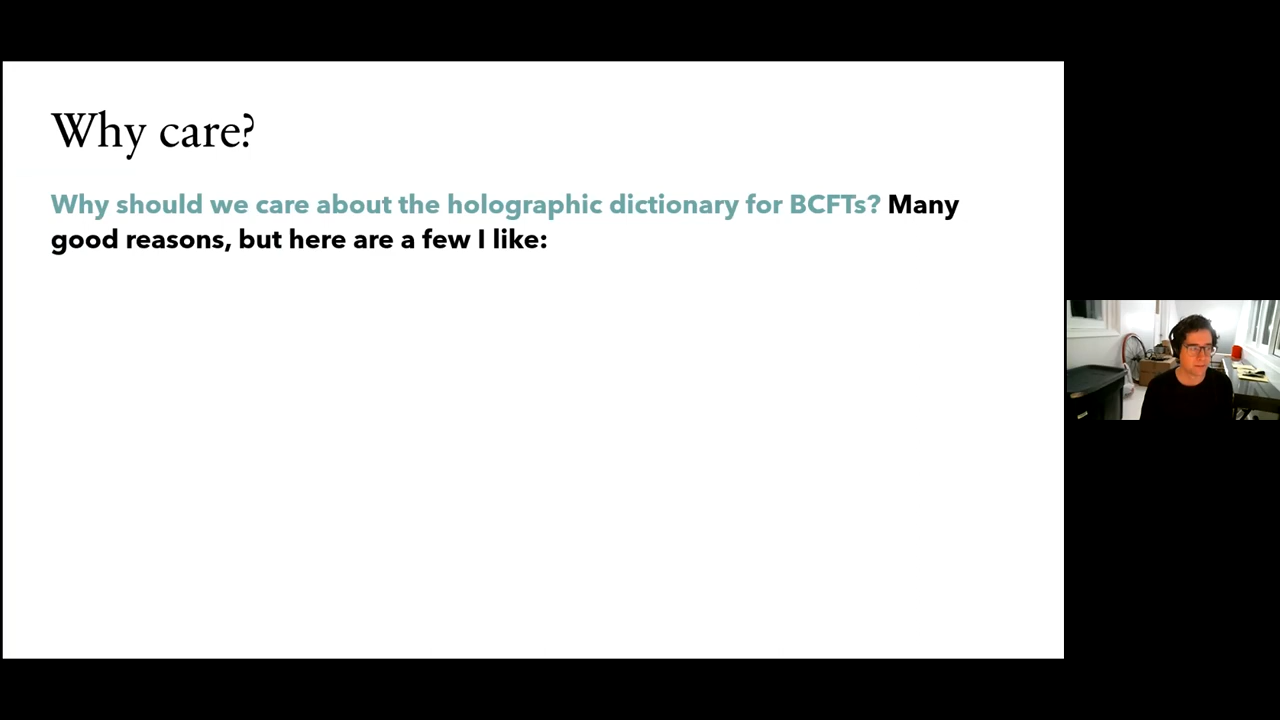 Why care?
Why should we care about the holographic dictionary for BCFTs? Many
good reasons, but here are a few I like: